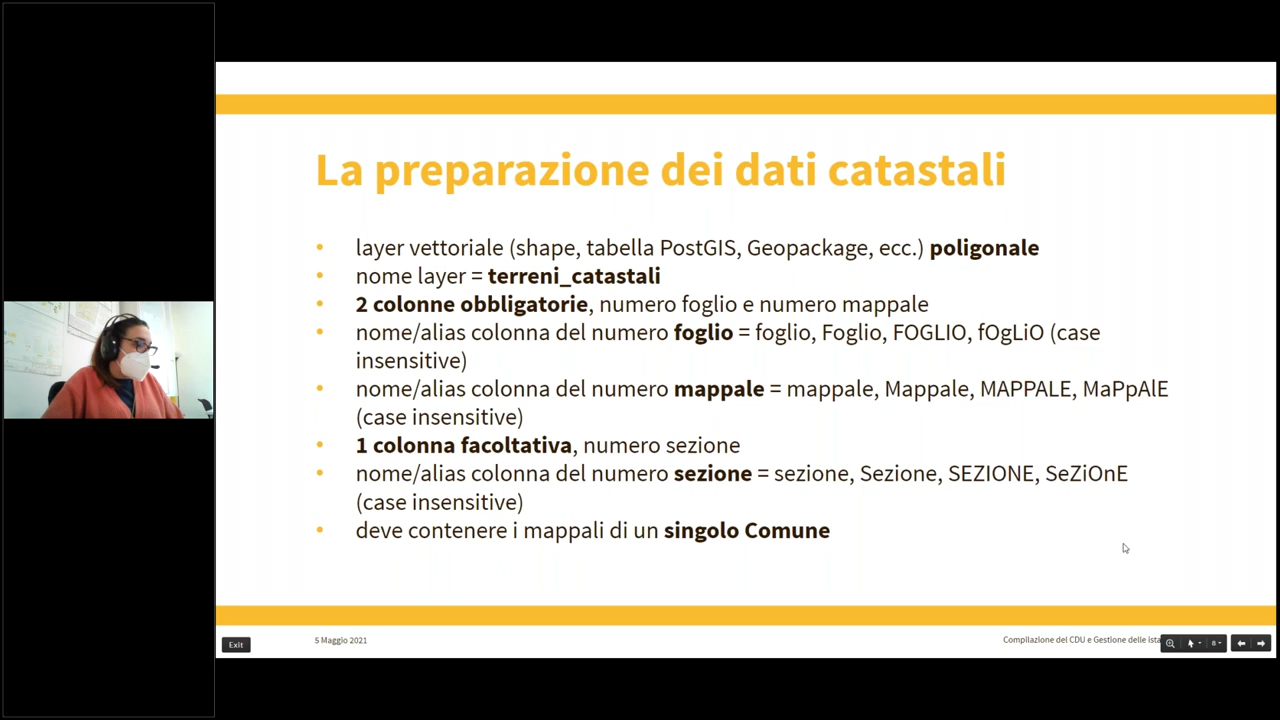 La preparazione dei dati catastali
• layer vettoriale (shape, tabella PostGIS, Geopackage, ecc.) poligonale
• nome layer = terreni_catastali
• 2 colonne obbligatorie, numero foglio e numero mappale
• nome/alias colonna del numero foglio = foglio, Foglio, FOGLIO, fOgLiO (case
insensitive)
• nome/alias colonna del numero mappale = mappale, Mappale, MAPPALE, MaPpAlE
(case insensitive)
• 1 colonna facoltativa, numero sezione
• nome/alias colonna del numero sezione = sezione, Sezione, SEZIONE, SeZiOnE
(case insensitive)
• deve contenere i mappali di un singolo Comune
Exit
5 Maggio 2021
Compilazione del CDU e Gestione delle ista
8